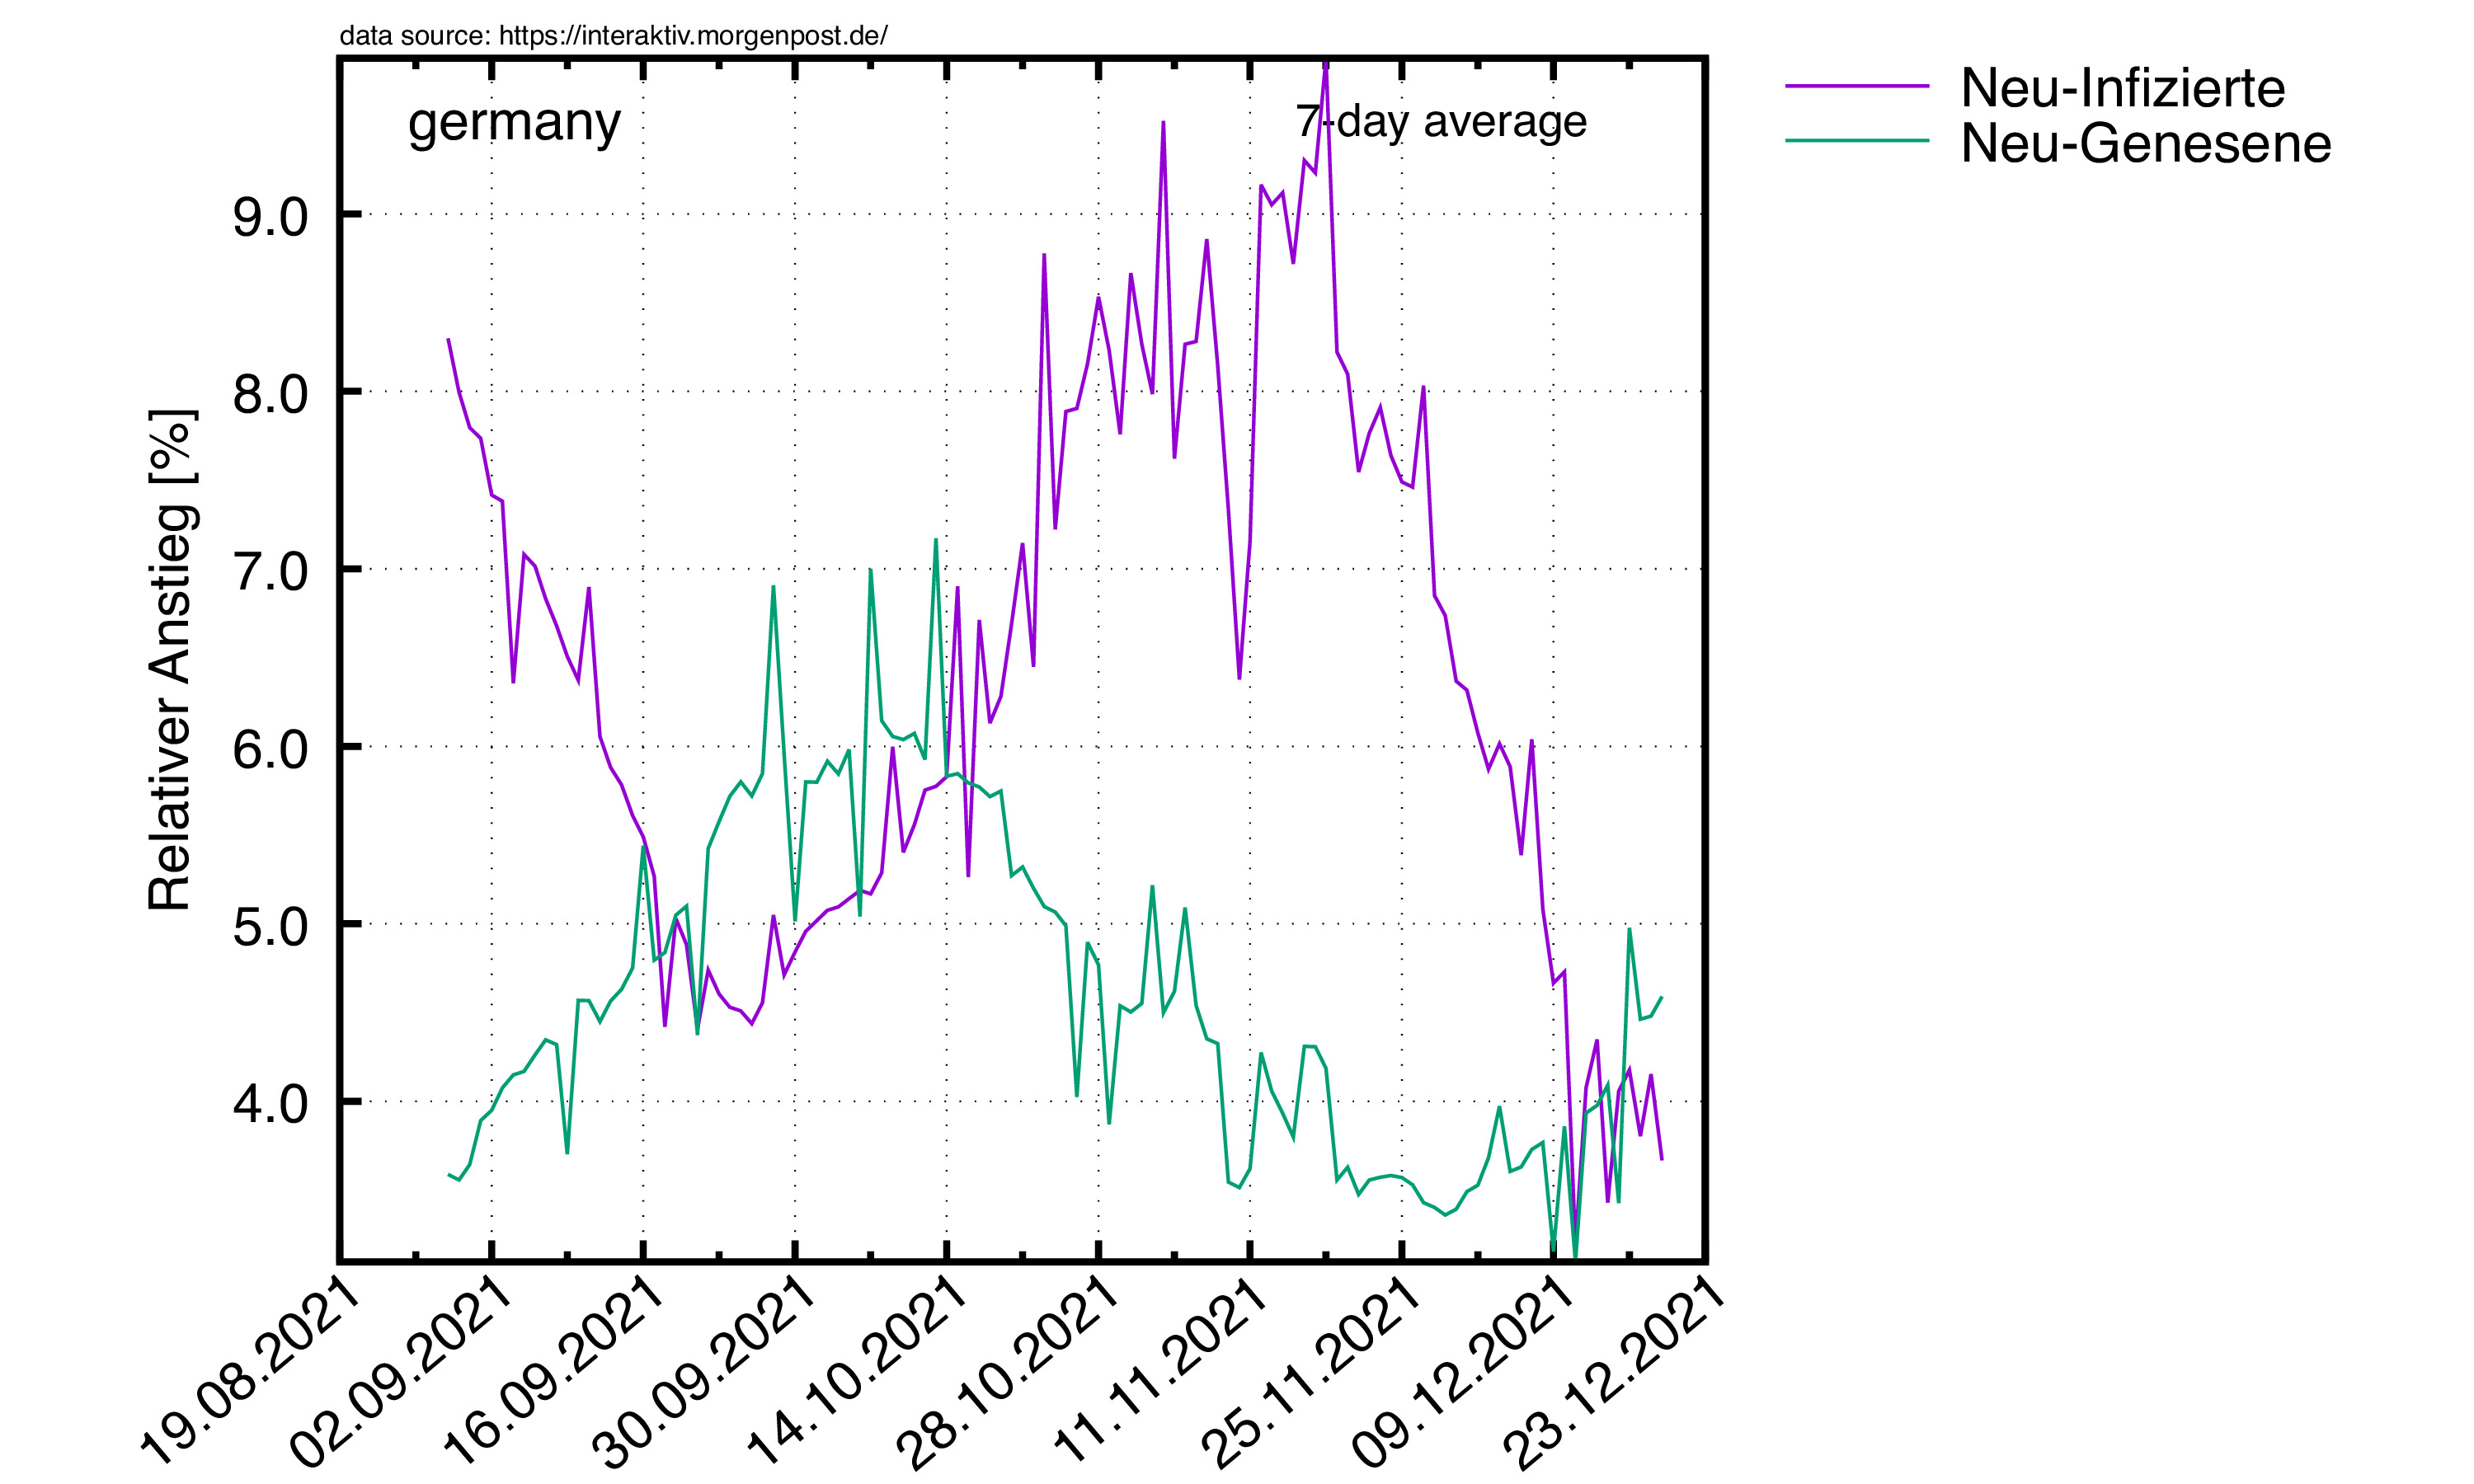 data source: https://interaktiv.morgenpost.de/
germany
7-day average
Neu-Infizierte
Neu-Genesene
Relativer Anstieg [%]
9.0
8.0
7.0
6.0
5.0
4.0
19.08.2021
02.09.2021
16.09.2021
30.09.2021
14.10.2021
28.10.2021
11.11.2021
25.11.2021
09.12.2021
23.12.2021